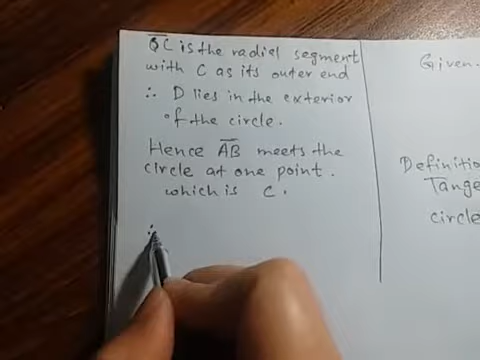 OC is the radial segment
with C as its outer end
∴ D lies in the exterior
of the circle.
Hence AB meets the
circle at one point.
which is C.
∴
Given.
Definitio
Tange
circle